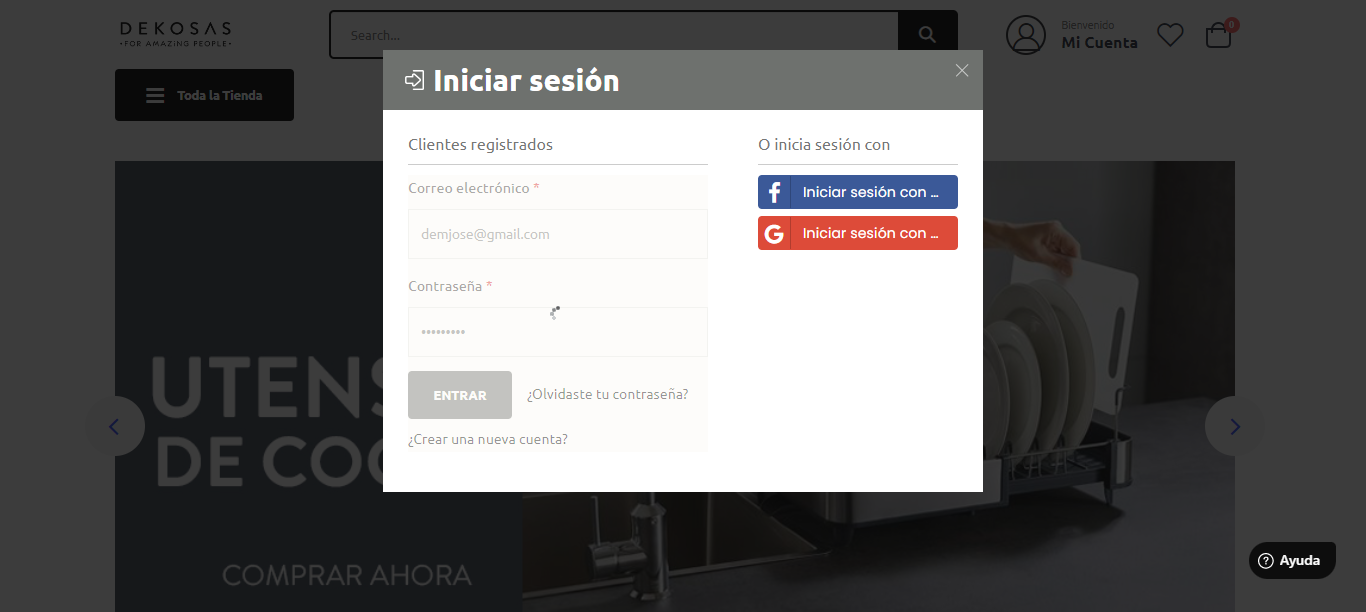 DEKOSAS
•FOR AMAZING PEOPLE•
Search...
Bienvenido
Mi Cuenta
0
Toda la Tienda
Iniciar sesión
Clientes registrados
O inicia sesión con
Correo electrónico *
demjose@gmail.com
Contraseña *
•••••••••
ENTRAR
¿Olvidaste tu contraseña?
¿Crear una nueva cuenta?
Iniciar sesión con ...
Iniciar sesión con ...
UTENS
DE COC
COMPRAR AHORA
Ayuda